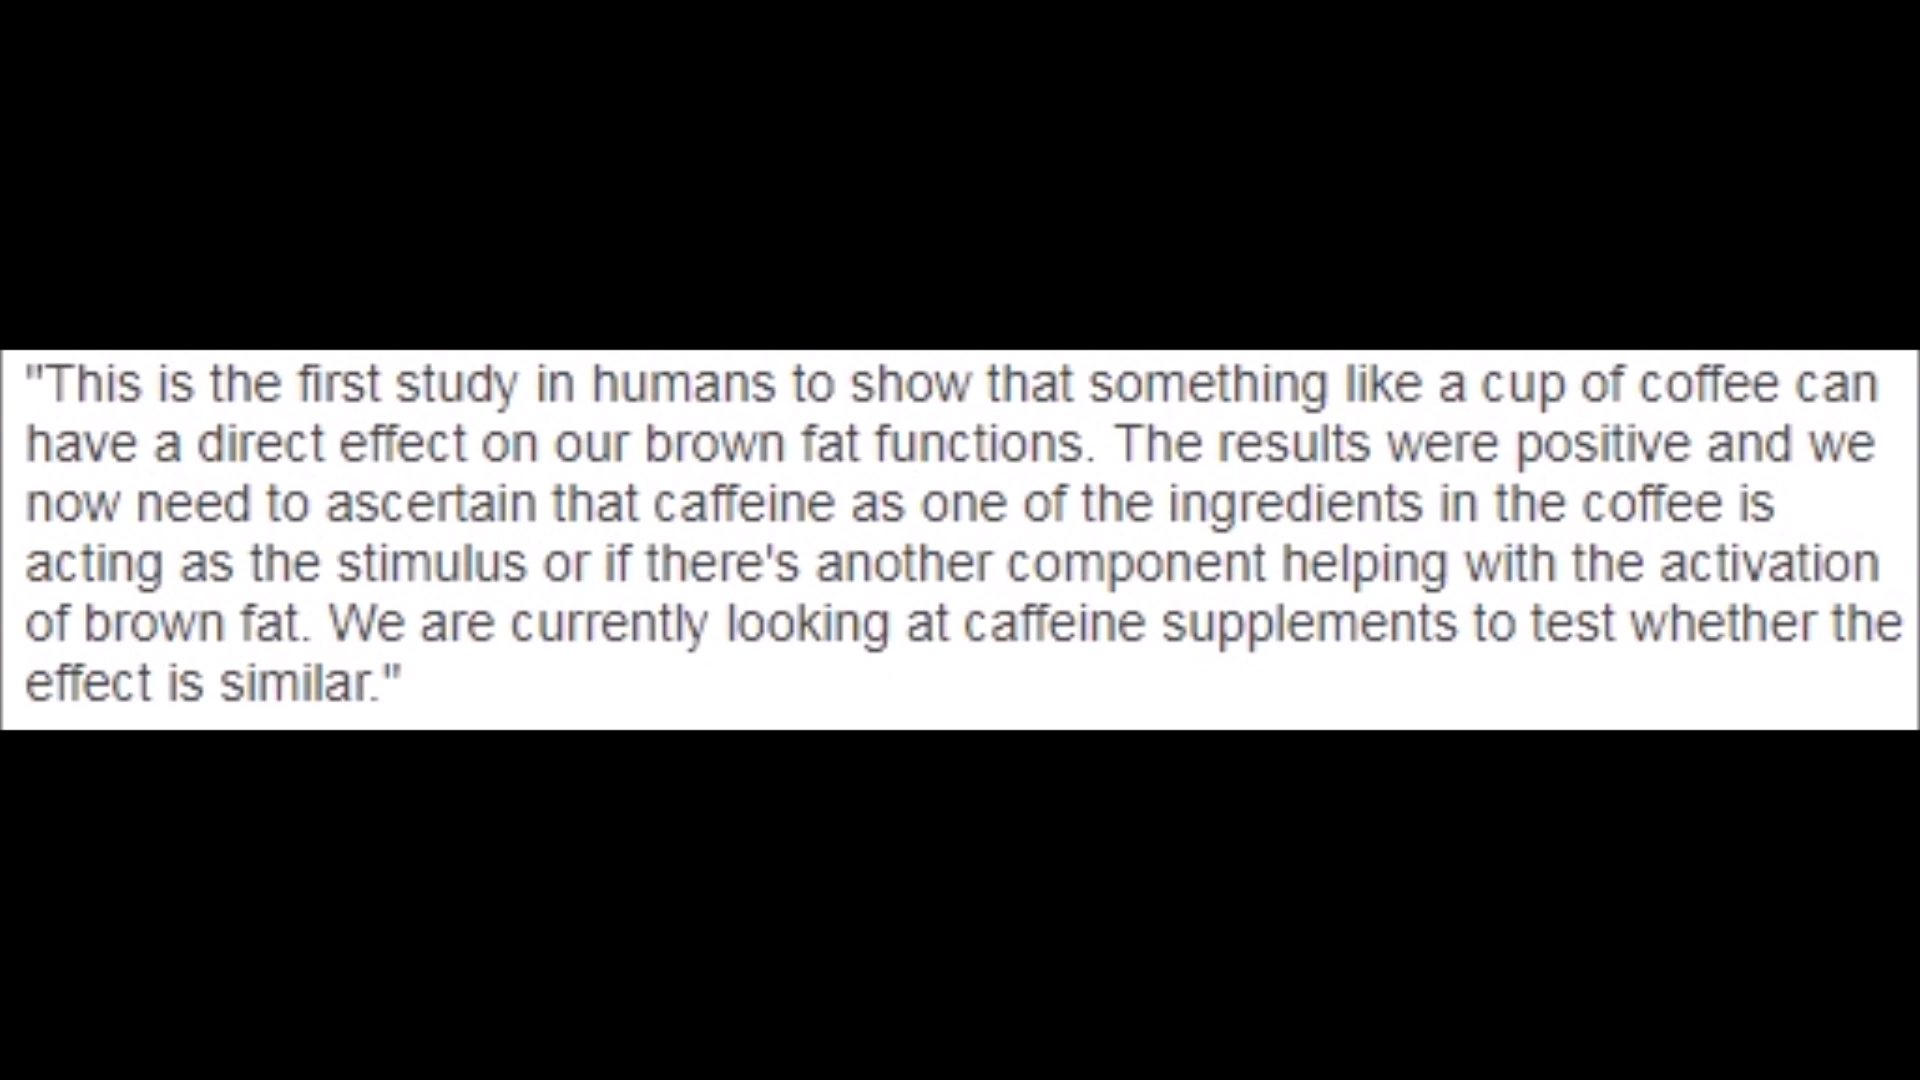 "This is the first study in humans to show that something like a cup of coffee can
have a direct effect on our brown fat functions. The results were positive and we
now need to ascertain that caffeine as one of the ingredients in the coffee is
acting as the stimulus or if there's another component helping with the activation
of brown fat. We are currently looking at caffeine supplements to test whether the
effect is similar."